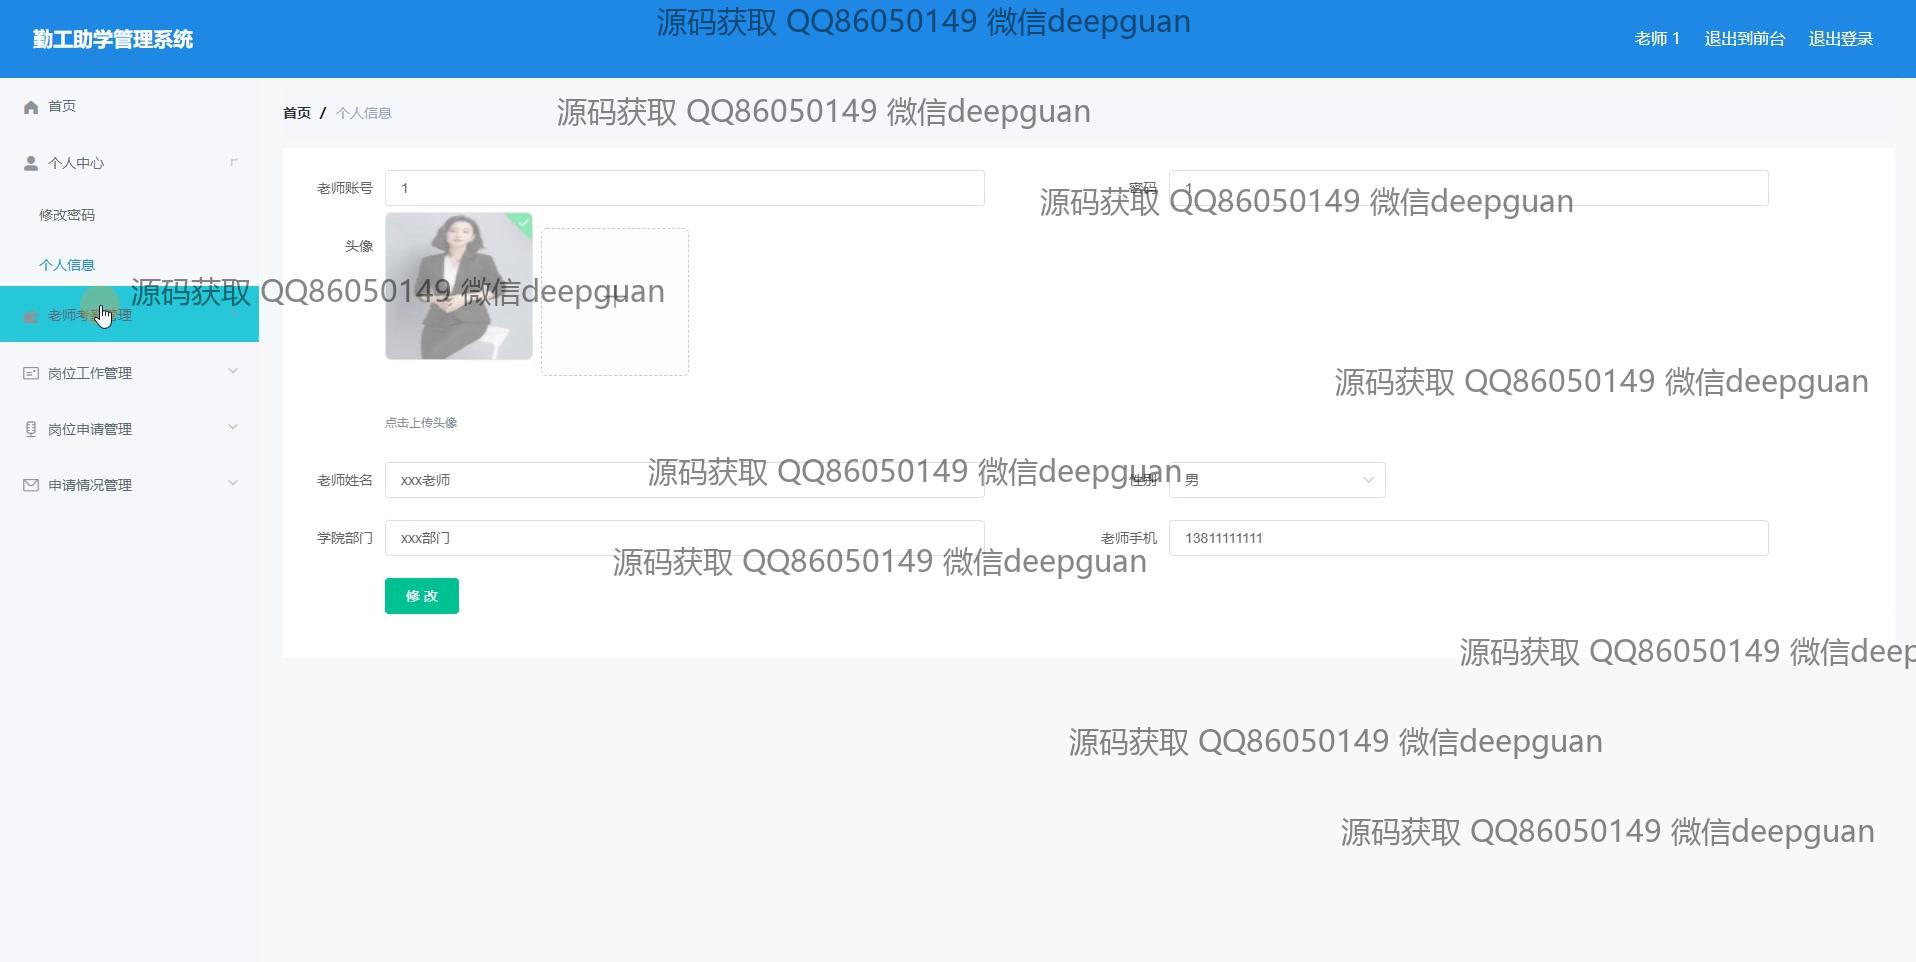 源码获取 QQ86050149 微信deepguan
勤工助学管理系统
老师 1 退出到前台 退出登录
首页
首页 / 个人信息
源码获取 QQ86050149 微信deepguan
个人中心
老师账号 1
密码 1
源码获取 QQ86050149 微信deepguan
修改密码
头像
个人信息
源码获取 QQ86050149 微信deepguan
老师考勤管理
岗位工作管理
源码获取 QQ86050149 微信deepguan
点击上传头像
岗位申请管理
源码获取 QQ86050149 微信deepguan
老师姓名 xxx老师
性别 男
申请情况管理
学院部门 xxx部门
老师手机 13811111111
源码获取 QQ86050149 微信deepguan
修 改
源码获取 QQ86050149 微信deep
源码获取 QQ86050149 微信deepguan
源码获取 QQ86050149 微信deepguan